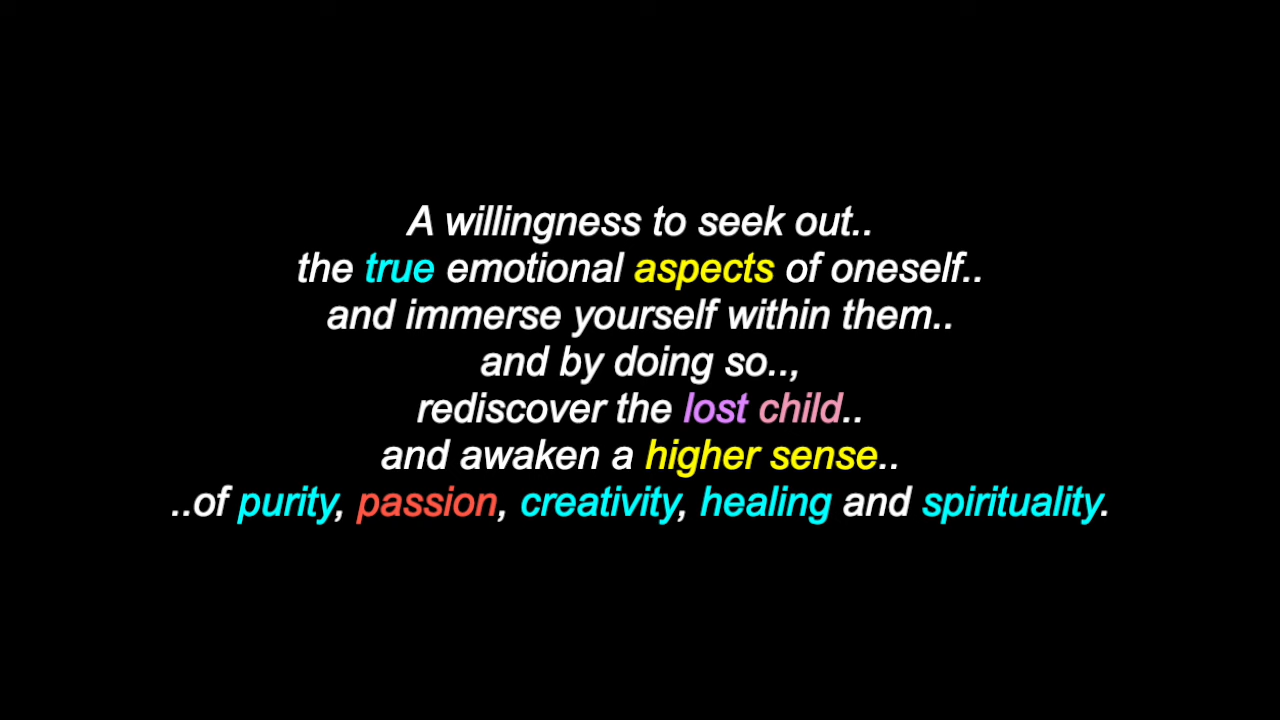 A willingness to seek out..
the true emotional aspects of oneself..
and immerse yourself within them..
and by doing so..,
rediscover the lost child..
and awaken a higher sense..
..of purity, passion, creativity, healing and spirituality.